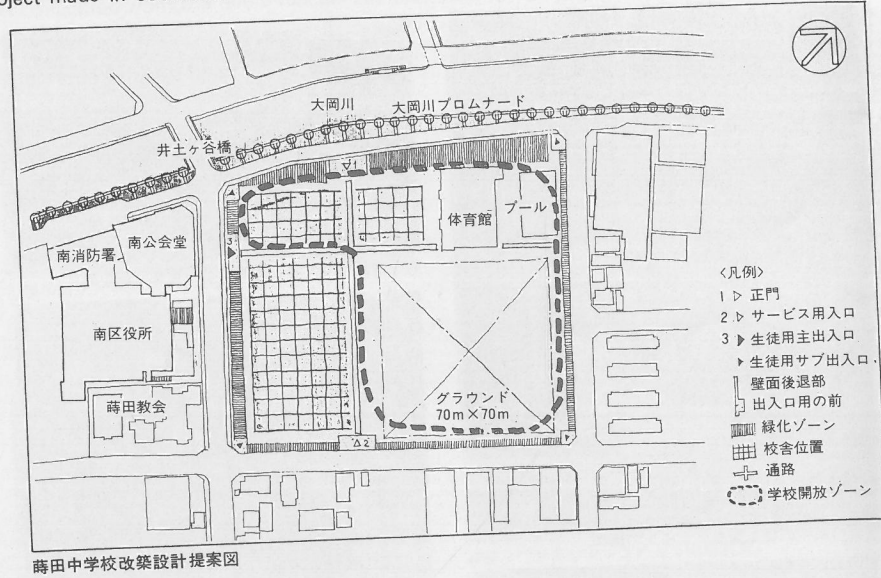 oject made in
大岡川
大岡川プロムナード
井土ヶ谷橋
▽1
体育館
プール
南消防署
南公会堂
3
南区役所
グラウンド
70m×70m
蒔田教会
△2
〈凡例〉
1 ▷ 正門
2 ▷ サービス用入口
3 ▶ 生徒用主出入口
▶ 生徒用サブ出入口
壁面後退部
出入口用の前
緑化ゾーン
校舎位置
通路
学校開放ゾーン
蒔田中学校改築設計提案図